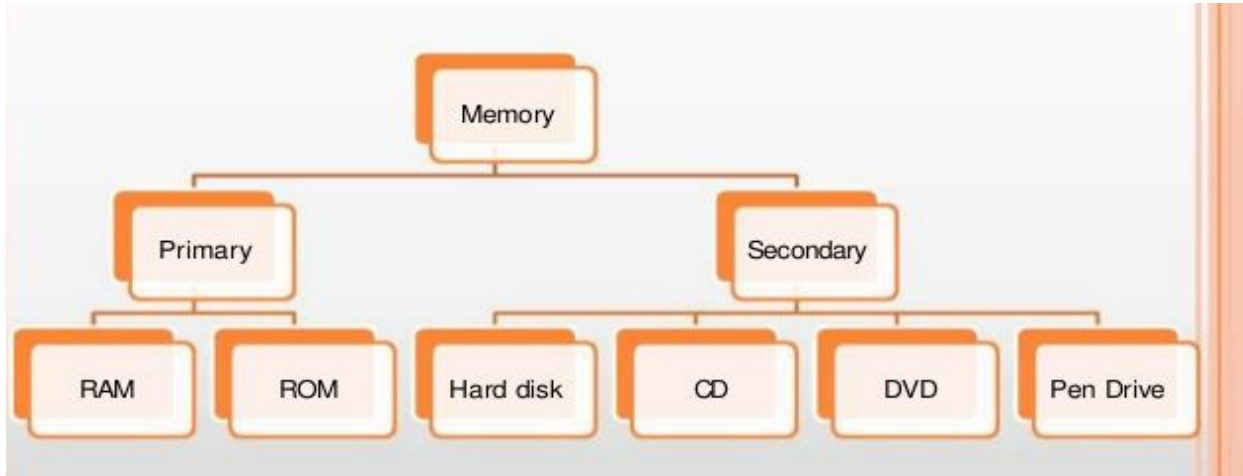 Memory
Primary
Secondary
RAM
ROM
Hard disk
CD
DVD
Pen Drive